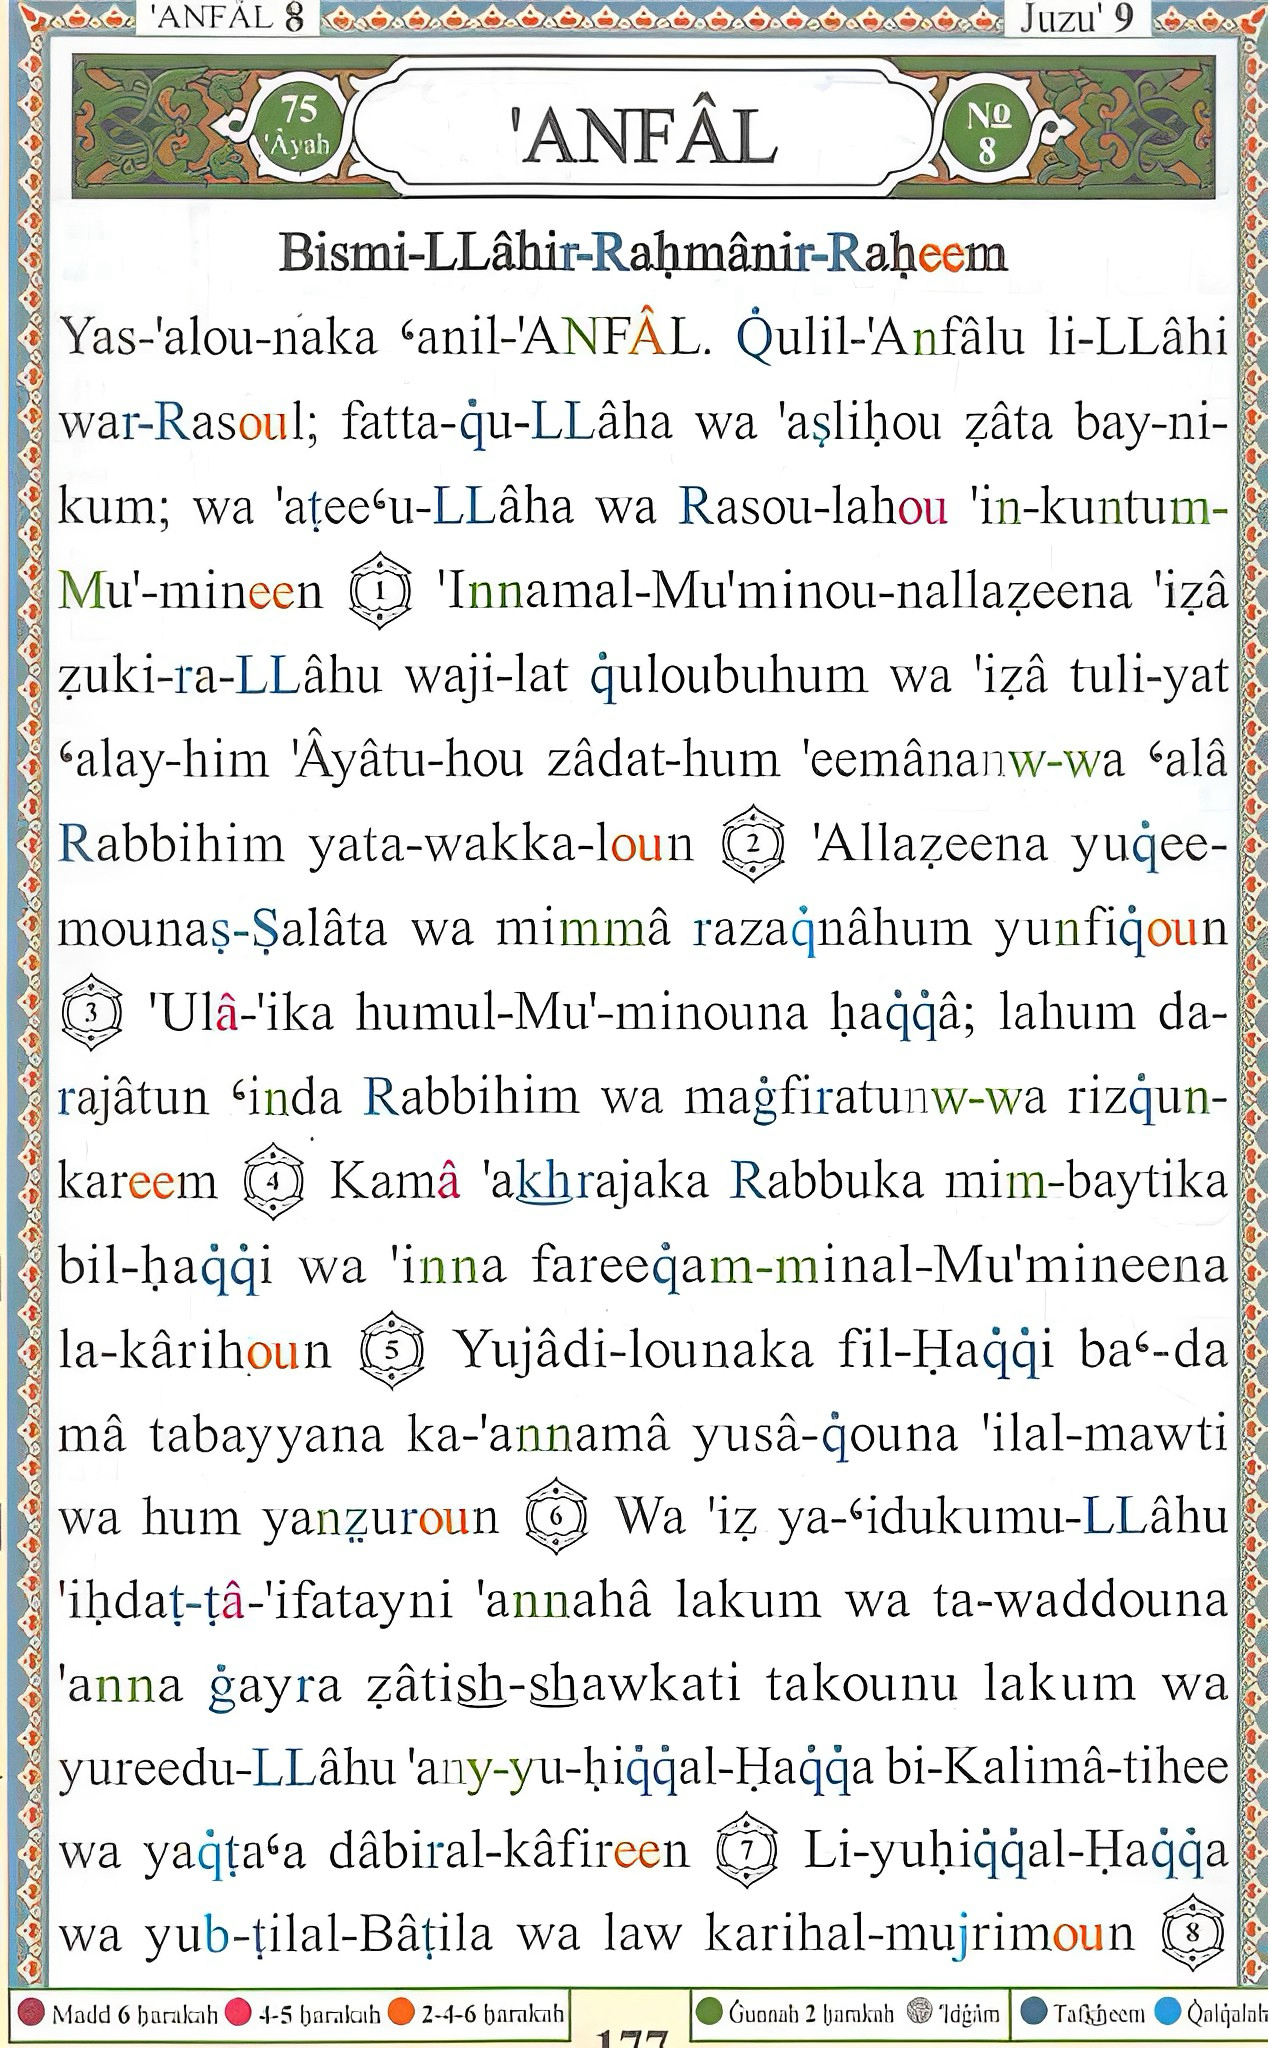 'ANFÂL 8
Juzu' 9
75
'Âyah
'ANFÂL
No
8
Bismi-LLâhir-Raḥmânir-Raḥeem
Yas-'alou-naka ʿanil-'ANFÂL. Q̇ulil-'Anfâlu li-LLâhi
war-Rasoul; fatta-q̇u-LLâha wa 'aṣliḥou ẓâta bay-ni-
kum; wa 'aṭeeʿu-LLâha wa Rasou-lahou 'in-kuntum-
Mu'-mineen 1 'Innamal-Mu'minou-nallaẓeena 'iẓâ
ẓuki-ra-LLâhu waji-lat q̇uloubuhum wa 'iẓâ tuli-yat
ʿalay-him 'Âyâtu-hou zâdat-hum 'eemânanw-wa ʿalâ
Rabbihim yata-wakka-loun 2 'Allaẓeena yuq̇ee-
mounaṣ-Ṣalâta wa mimmâ razaq̇nâhum yunfiq̇oun
3 'Ulâ-'ika humul-Mu'-minouna ḥaq̇q̇â; lahum da-
rajâtun ʿinda Rabbihim wa maġfiratunw-wa rizq̇un-
kareem 4 Kamâ 'akhrajaka Rabbuka mim-baytika
bil-ḥaq̇q̇i wa 'inna fareeq̇am-minal-Mu'mineena
la-kârihoun 5 Yujâdi-lounaka fil-Ḥaq̇q̇i baʿ-da
mâ tabayyana ka-'annamâ yusâ-q̇ouna 'ilal-mawti
wa hum yanz̤uroun 6 Wa 'iẓ ya-ʿidukumu-LLâhu
'iḥdaṭ-ṭâ-'ifatayni 'annahâ lakum wa ta-waddouna
'anna ġayra ẓâtish-shawkati takounu lakum wa
yureedu-LLâhu 'any-yu-ḥiq̇q̇al-Ḥaq̇q̇a bi-Kalimâ-tihee
wa yaq̇ṭaʿa dâbiral-kâfireen 7 Li-yuḥiq̇q̇al-Ḥaq̇q̇a
wa yub-ṭilal-Bâṭila wa law karihal-mujrimoun 8
Madd 6 ḥarakah 4-5 ḥarakah 2-4-6 ḥarakah
Ġunnah 2 ḥarakah 'Idġâm Tafkheem Q̇alq̇alah
177